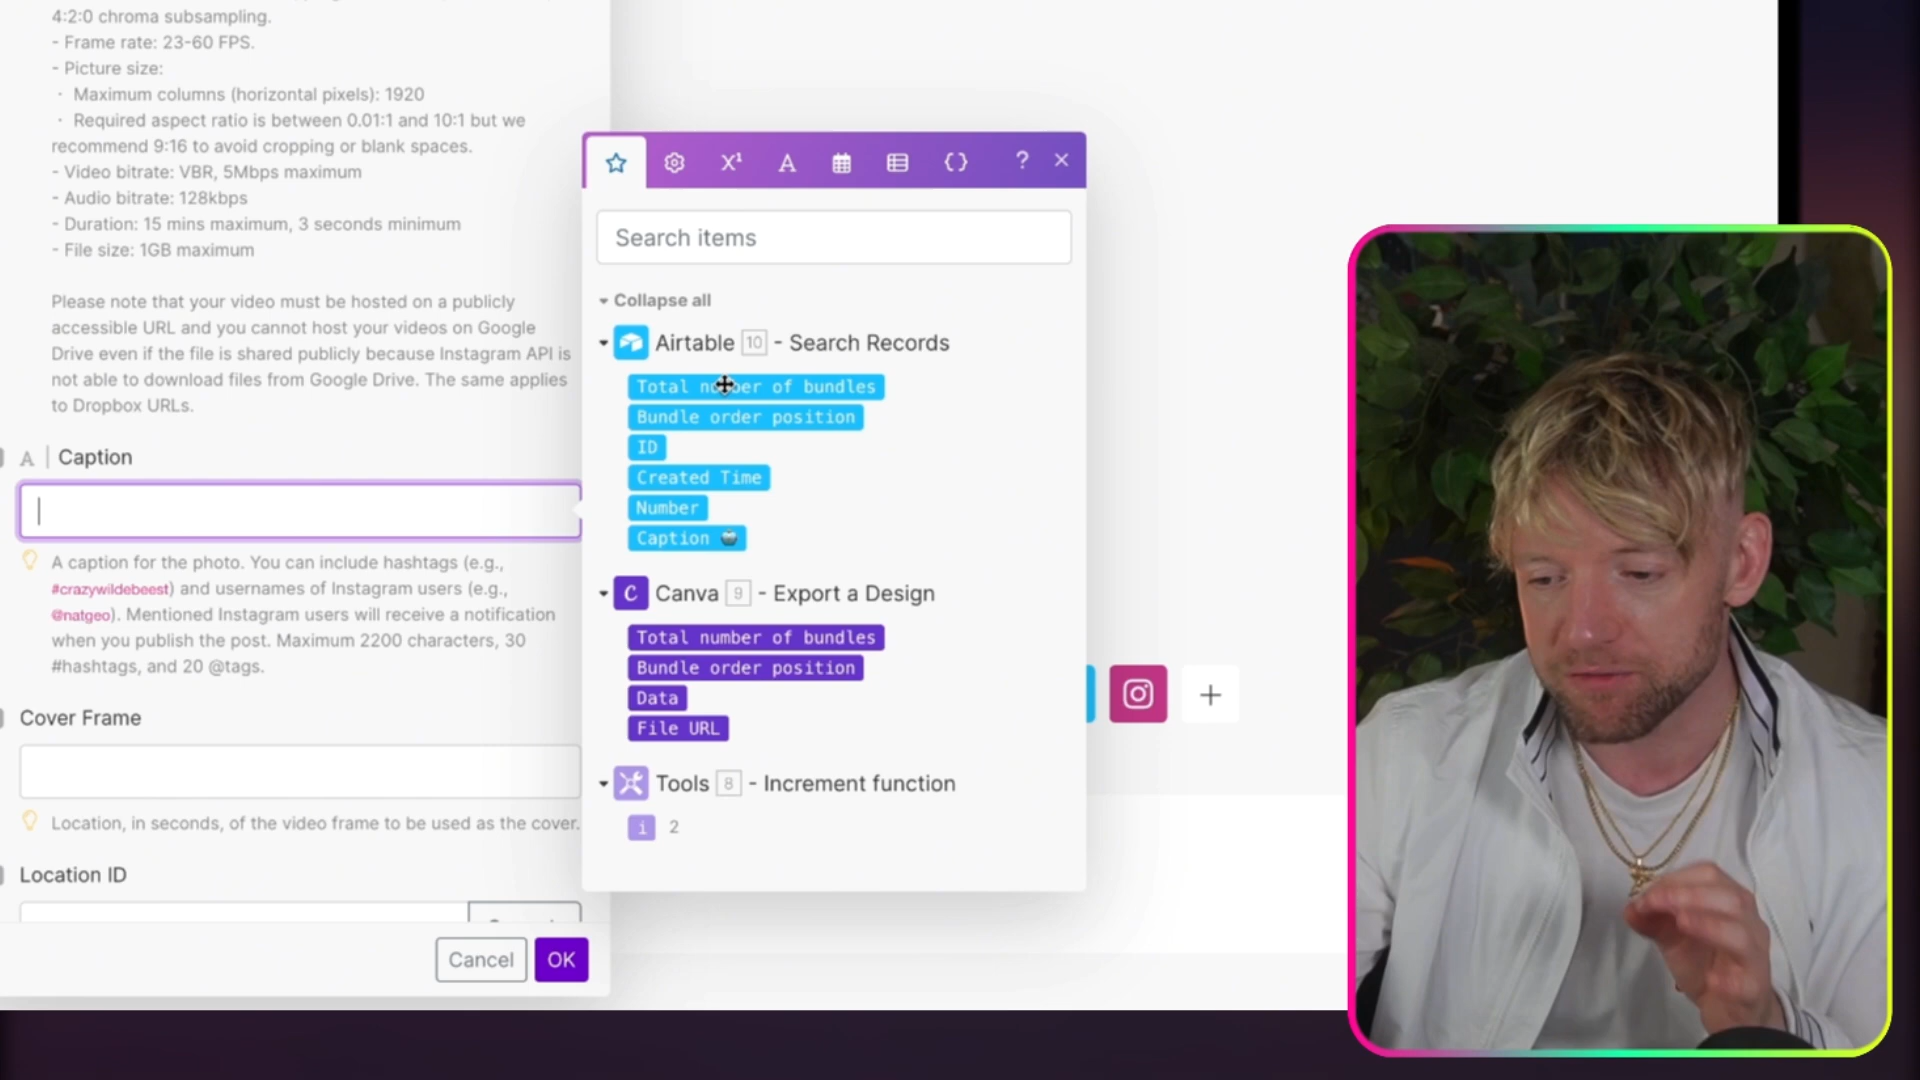 4:2:0 chroma subsampling.
- Frame rate: 23-60 FPS.
- Picture size:
· Maximum columns (horizontal pixels): 1920
· Required aspect ratio is between 0.01:1 and 10:1 but we
recommend 9:16 to avoid cropping or blank spaces.
- Video bitrate: VBR, 5Mbps maximum
- Audio bitrate: 128kbps
- Duration: 15 mins maximum, 3 seconds minimum
- File size: 1GB maximum
Please note that your video must be hosted on a publicly
accessible URL and you cannot host your videos on Google
Drive even if the file is shared publicly because Instagram API is
not able to download files from Google Drive. The same applies
to Dropbox URLs.
A | Caption
A caption for the photo. You can include hashtags (e.g.,
#crazywildebeest) and usernames of Instagram users (e.g.,
@natgeo). Mentioned Instagram users will receive a notification
when you publish the post. Maximum 2200 characters, 30
#hashtags, and 20 @tags.
Cover Frame
Location, in seconds, of the video frame to be used as the cover.
Location ID
Cancel OK
X¹ A {} ? ×
Search items
Collapse all
Airtable 10 - Search Records
Total number of bundles
Bundle order position
ID
Created Time
Number
Caption
C Canva 9 - Export a Design
Total number of bundles
Bundle order position
Data
File URL
Tools 8 - Increment function
i 2
+